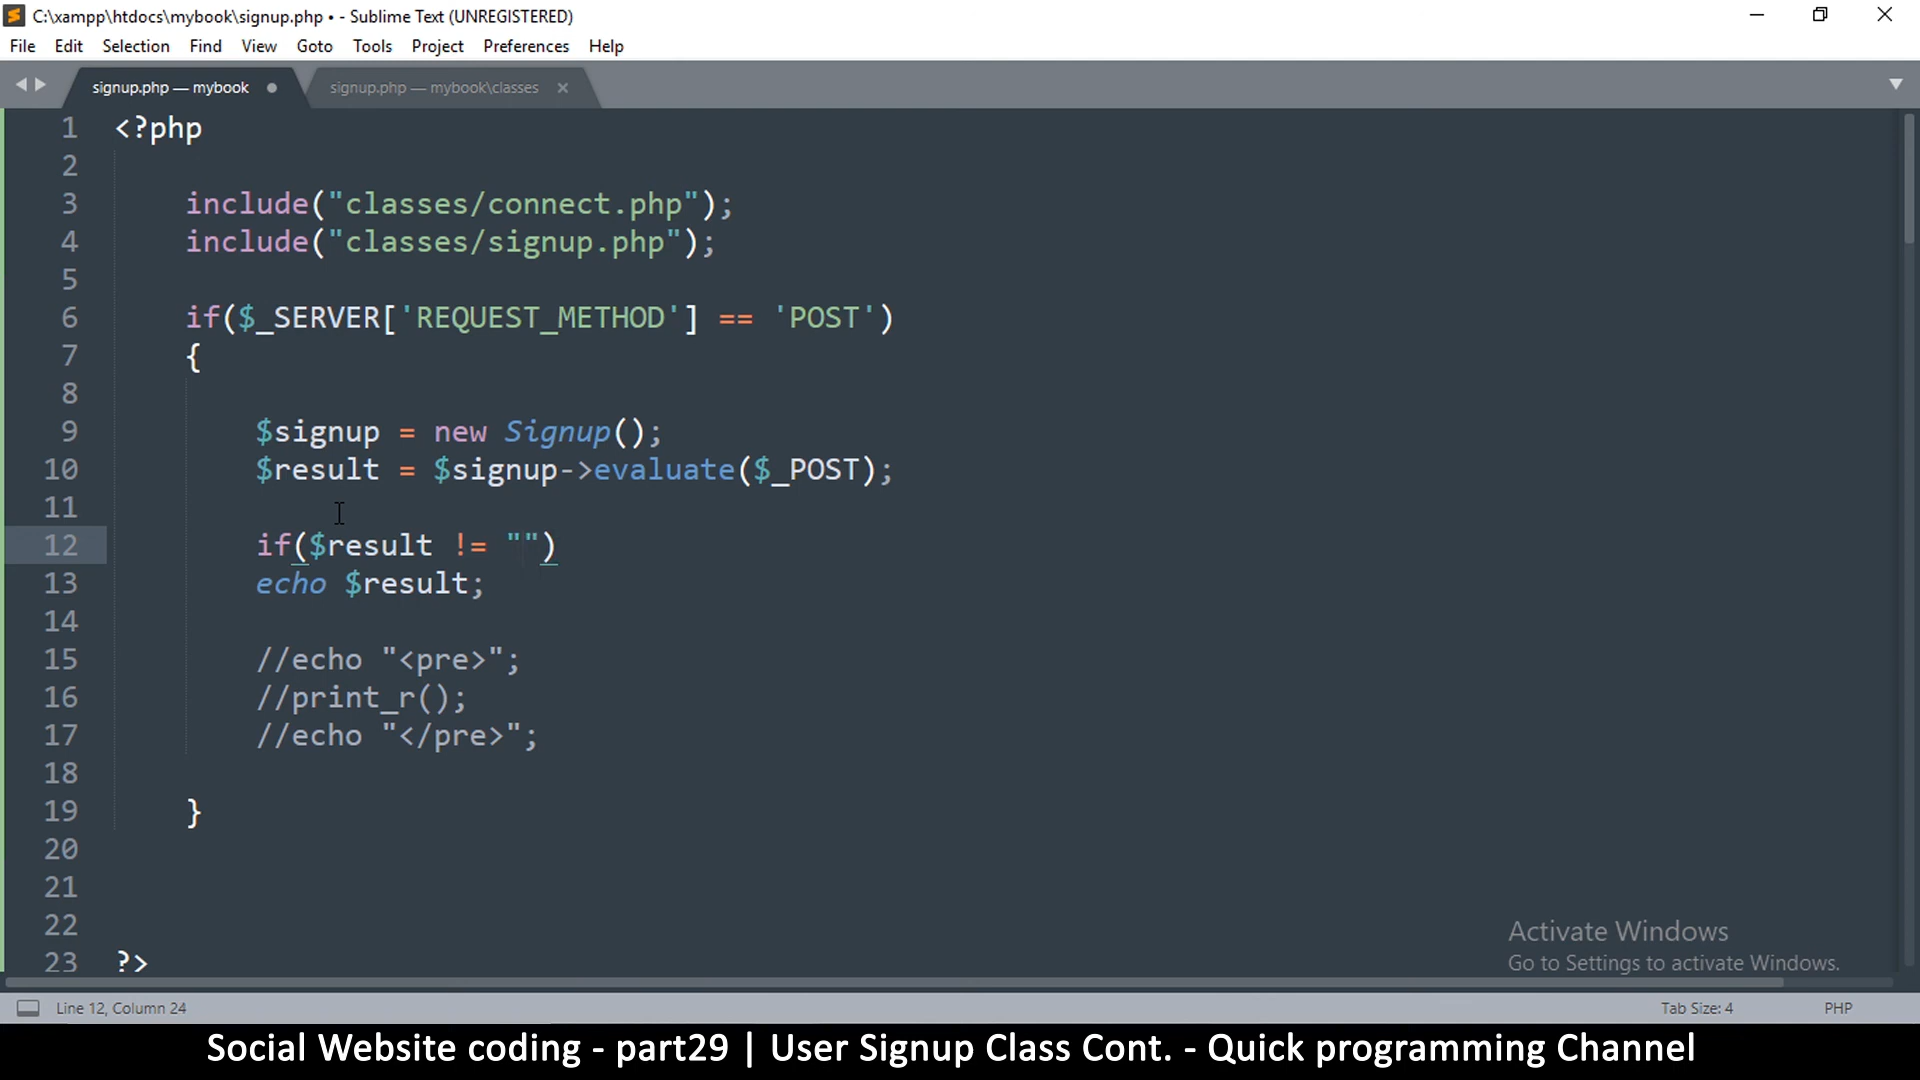 C:\xampp\htdocs\mybook\signup.php • - Sublime Text (UNREGISTERED)
File Edit Selection Find View Goto Tools Project Preferences Help
signup.php — mybook signup.php — mybook\classes
1 <?php
2
3 include("classes/connect.php");
4 include("classes/signup.php");
5
6 if($_SERVER['REQUEST_METHOD'] == 'POST')
7 {
8
9 $signup = new Signup();
10 $result = $signup->evaluate($_POST);
11
12 if($result != "")
13 echo $result;
14
15 //echo "<pre>";
16 //print_r();
17 //echo "</pre>";
18
19 }
20
21
22
23 ?>
Activate Windows
Go to Settings to activate Windows.
Line 12, Column 24 Tab Size: 4 PHP
Social Website coding - part29 | User Signup Class Cont. - Quick programming Channel